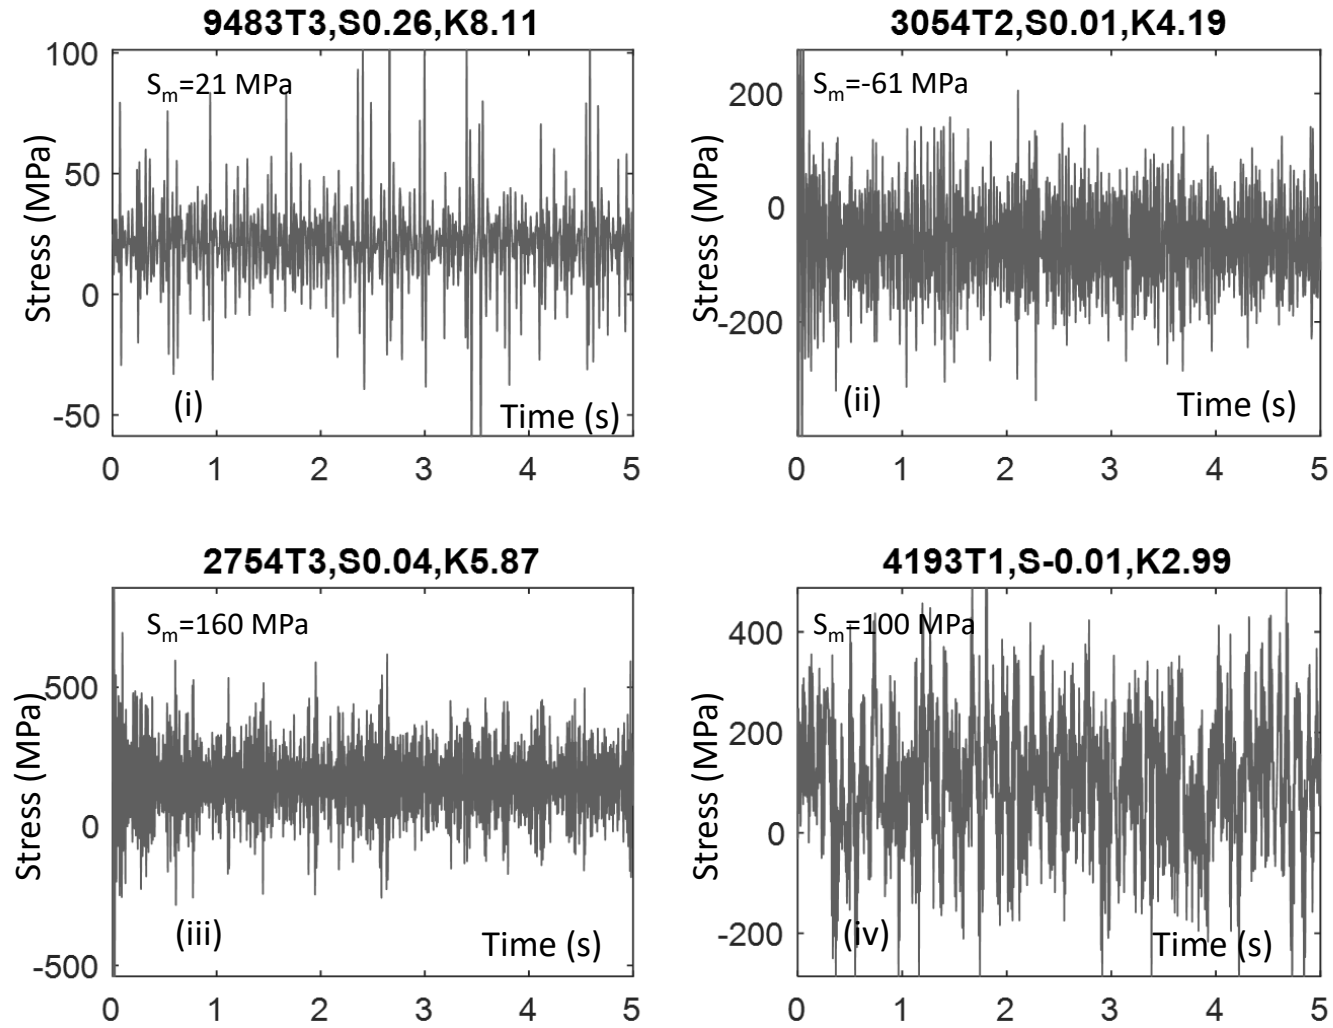 9483T3,S0.26,K8.11
Sm=21 MPa
Stress (MPa)
100
50
0
-50
(i)
Time (s)
0 1 2 3 4 5
3054T2,S0.01,K4.19
Sm=-61 MPa
Stress (MPa)
200
0
-200
(ii)
Time (s)
0 1 2 3 4 5
2754T3,S0.04,K5.87
Sm=160 MPa
Stress (MPa)
500
0
-500
(iii)
Time (s)
0 1 2 3 4 5
4193T1,S-0.01,K2.99
Sm=100 MPa
Stress (MPa)
400
200
0
-200
(iv)
Time (s)
0 1 2 3 4 5